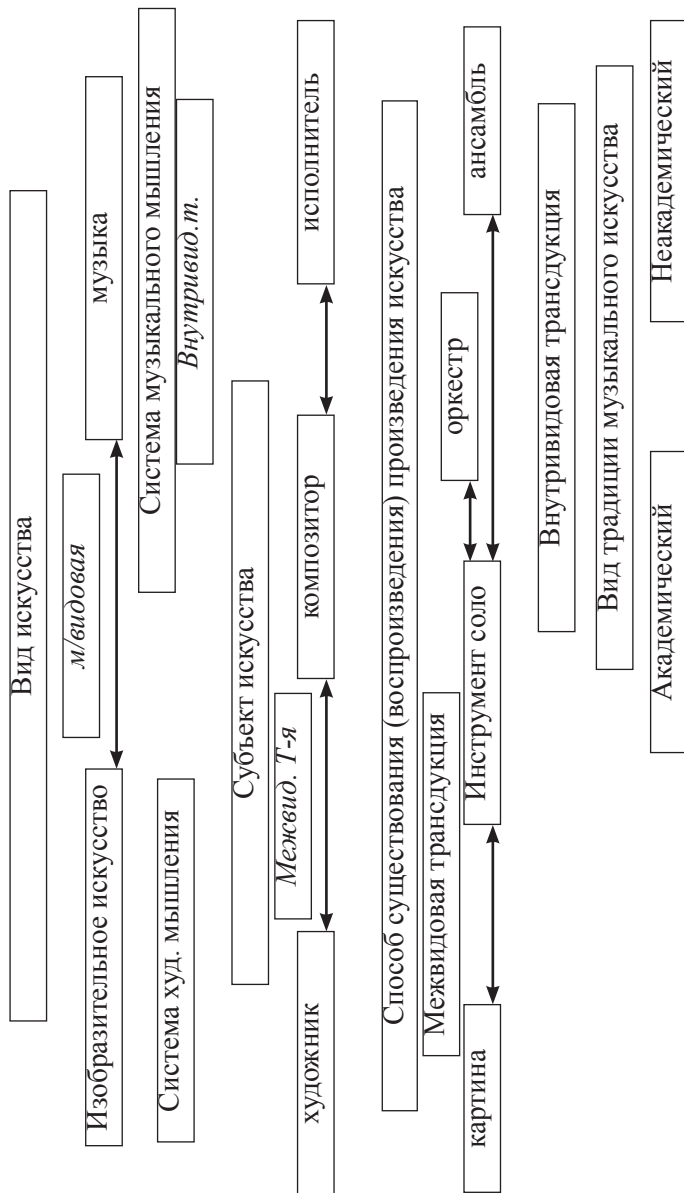 Вид искусства
м/видовая
Изобразительное искусство
музыка
Система худ. мышления
Система музыкального мышления
Внутривид.т.
Субъект искусства
Межвид. Т-я
художник
композитор
исполнитель
Способ существования (воспроизведения) произведения искусства
Межвидовая трансдукция
картина
Инструмент соло
оркестр
ансамбль
Внутривидовая трансдукция
Вид традиции музыкального искусства
Академический
Неакадемический